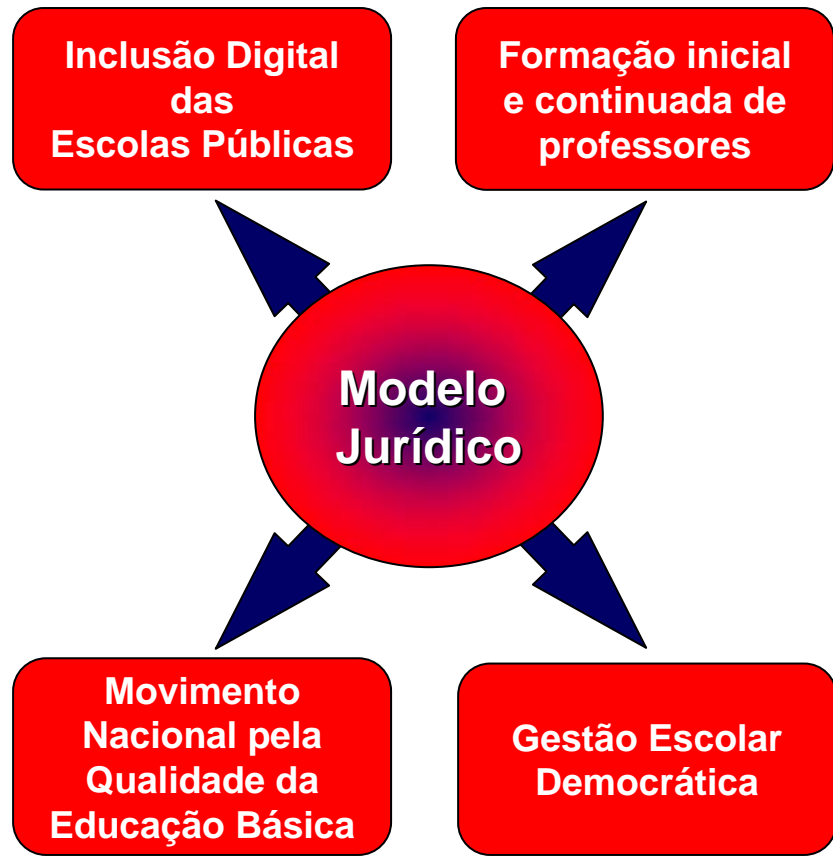 Inclusão Digital
das
Escolas Públicas
Formação inicial
e continuada de
professores
Modelo
Jurídico
Movimento
Nacional pela
Qualidade da
Educação Básica
Gestão Escolar
Democrática